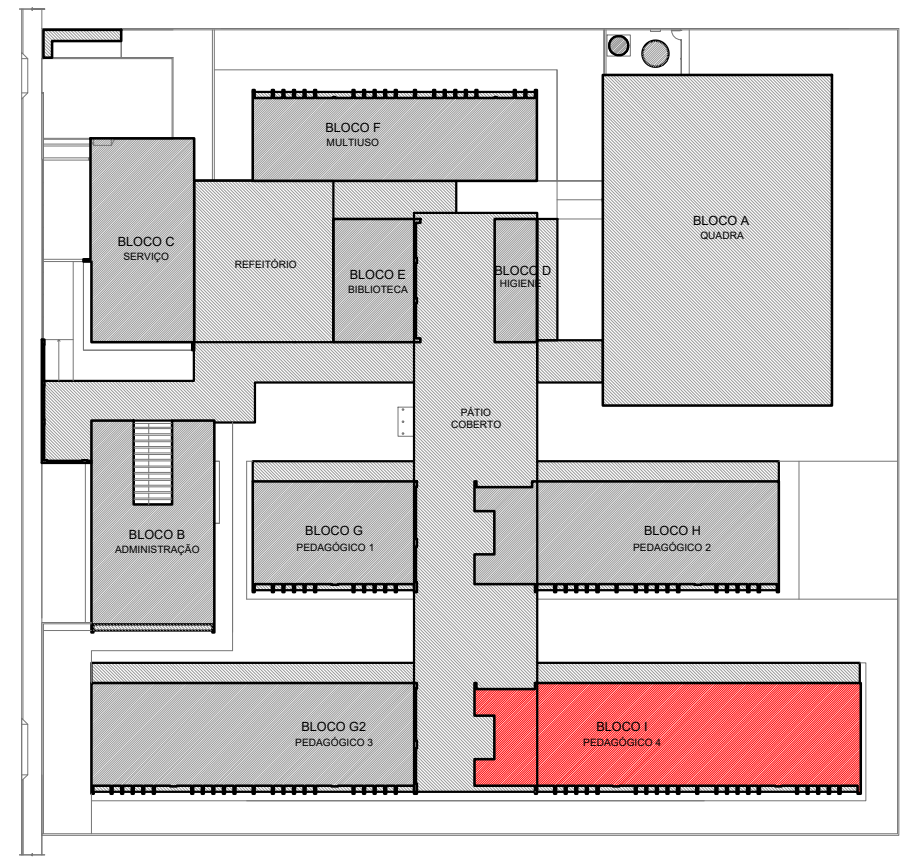 BLOCO F
MULTIUSO
BLOCO A
QUADRA
BLOCO C
SERVIÇO
REFEITÓRIO
BLOCO E
BIBLIOTECA
BLOCO D
HIGIENE
PÁTIO
COBERTO
BLOCO B
ADMINISTRAÇÃO
BLOCO G
PEDAGÓGICO 1
BLOCO H
PEDAGÓGICO 2
BLOCO G2
PEDAGÓGICO 3
BLOCO I
PEDAGÓGICO 4